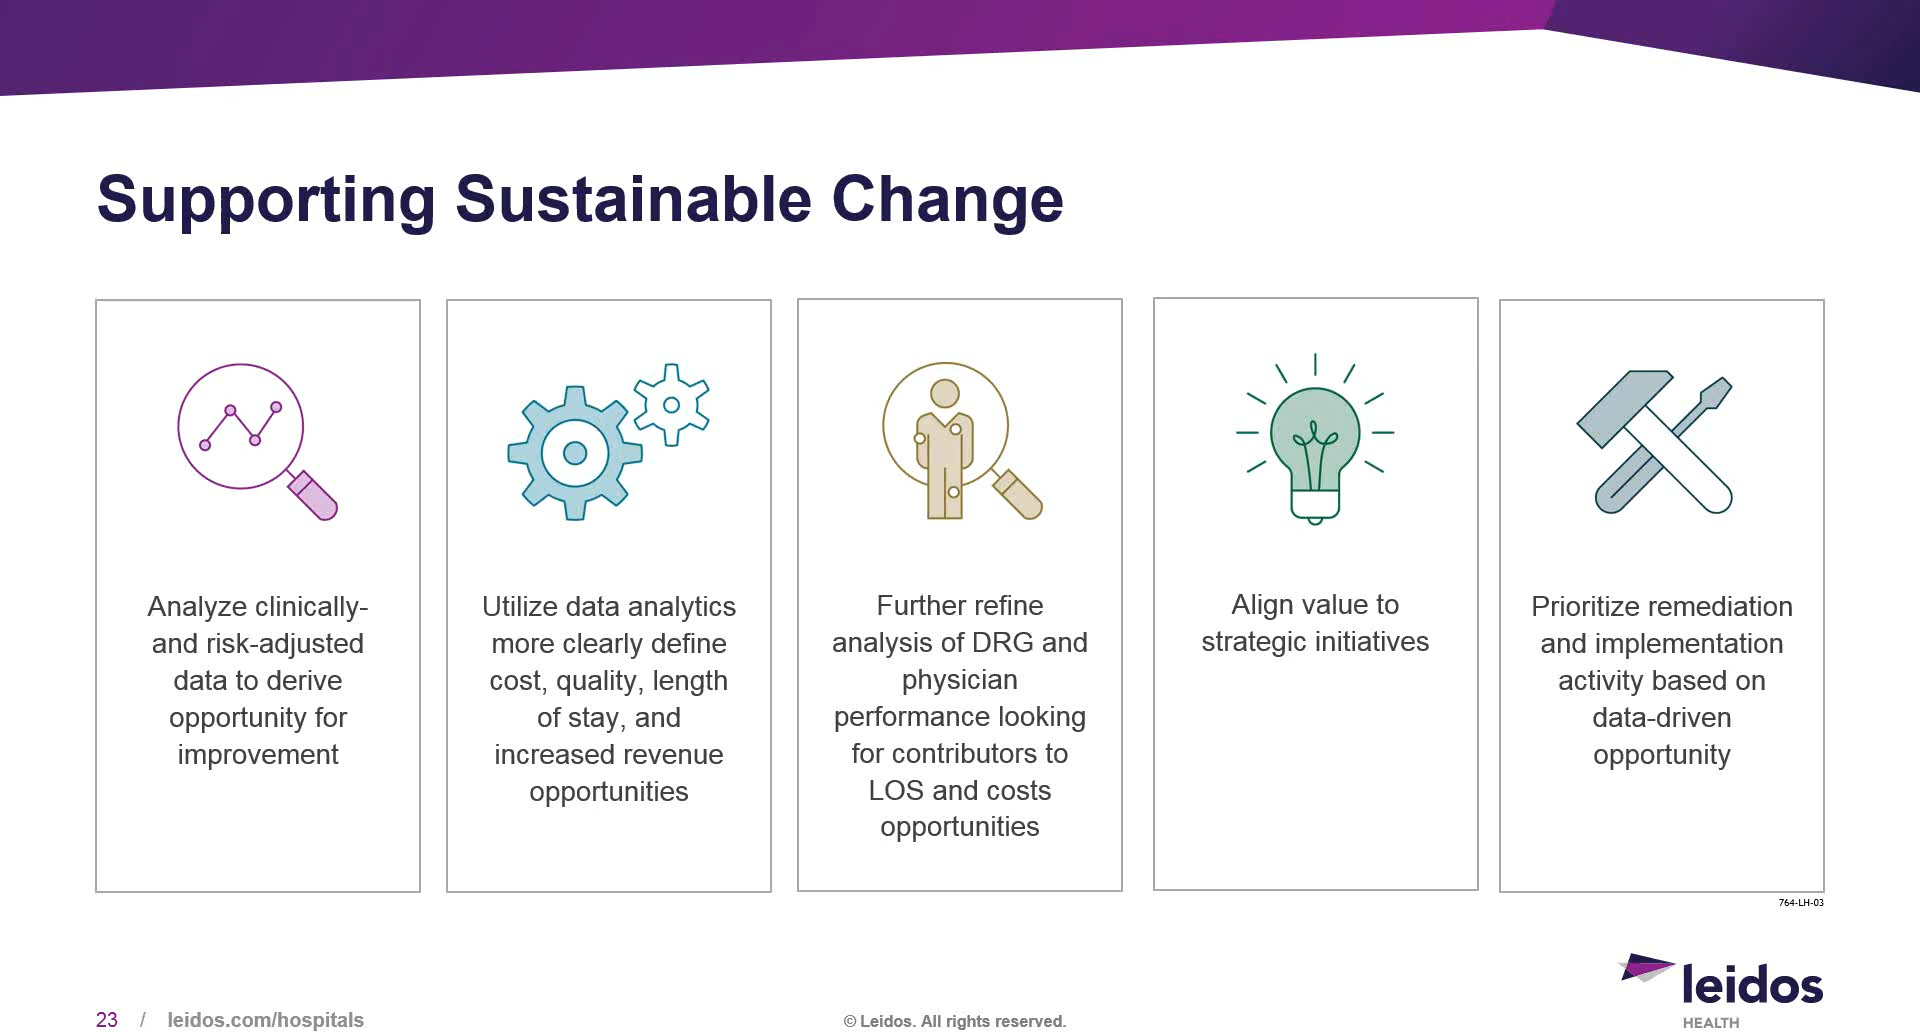 Supporting Sustainable Change
Analyze clinically-
and risk-adjusted
data to derive
opportunity for
improvement
Utilize data analytics
more clearly define
cost, quality, length
of stay, and
increased revenue
opportunities
Further refine
analysis of DRG and
physician
performance looking
for contributors to
LOS and costs
opportunities
Align value to
strategic initiatives
Prioritize remediation
and implementation
activity based on
data-driven
opportunity
764-LH-03
leidos
HEALTH
23 / leidos.com/hospitals
© Leidos. All rights reserved.